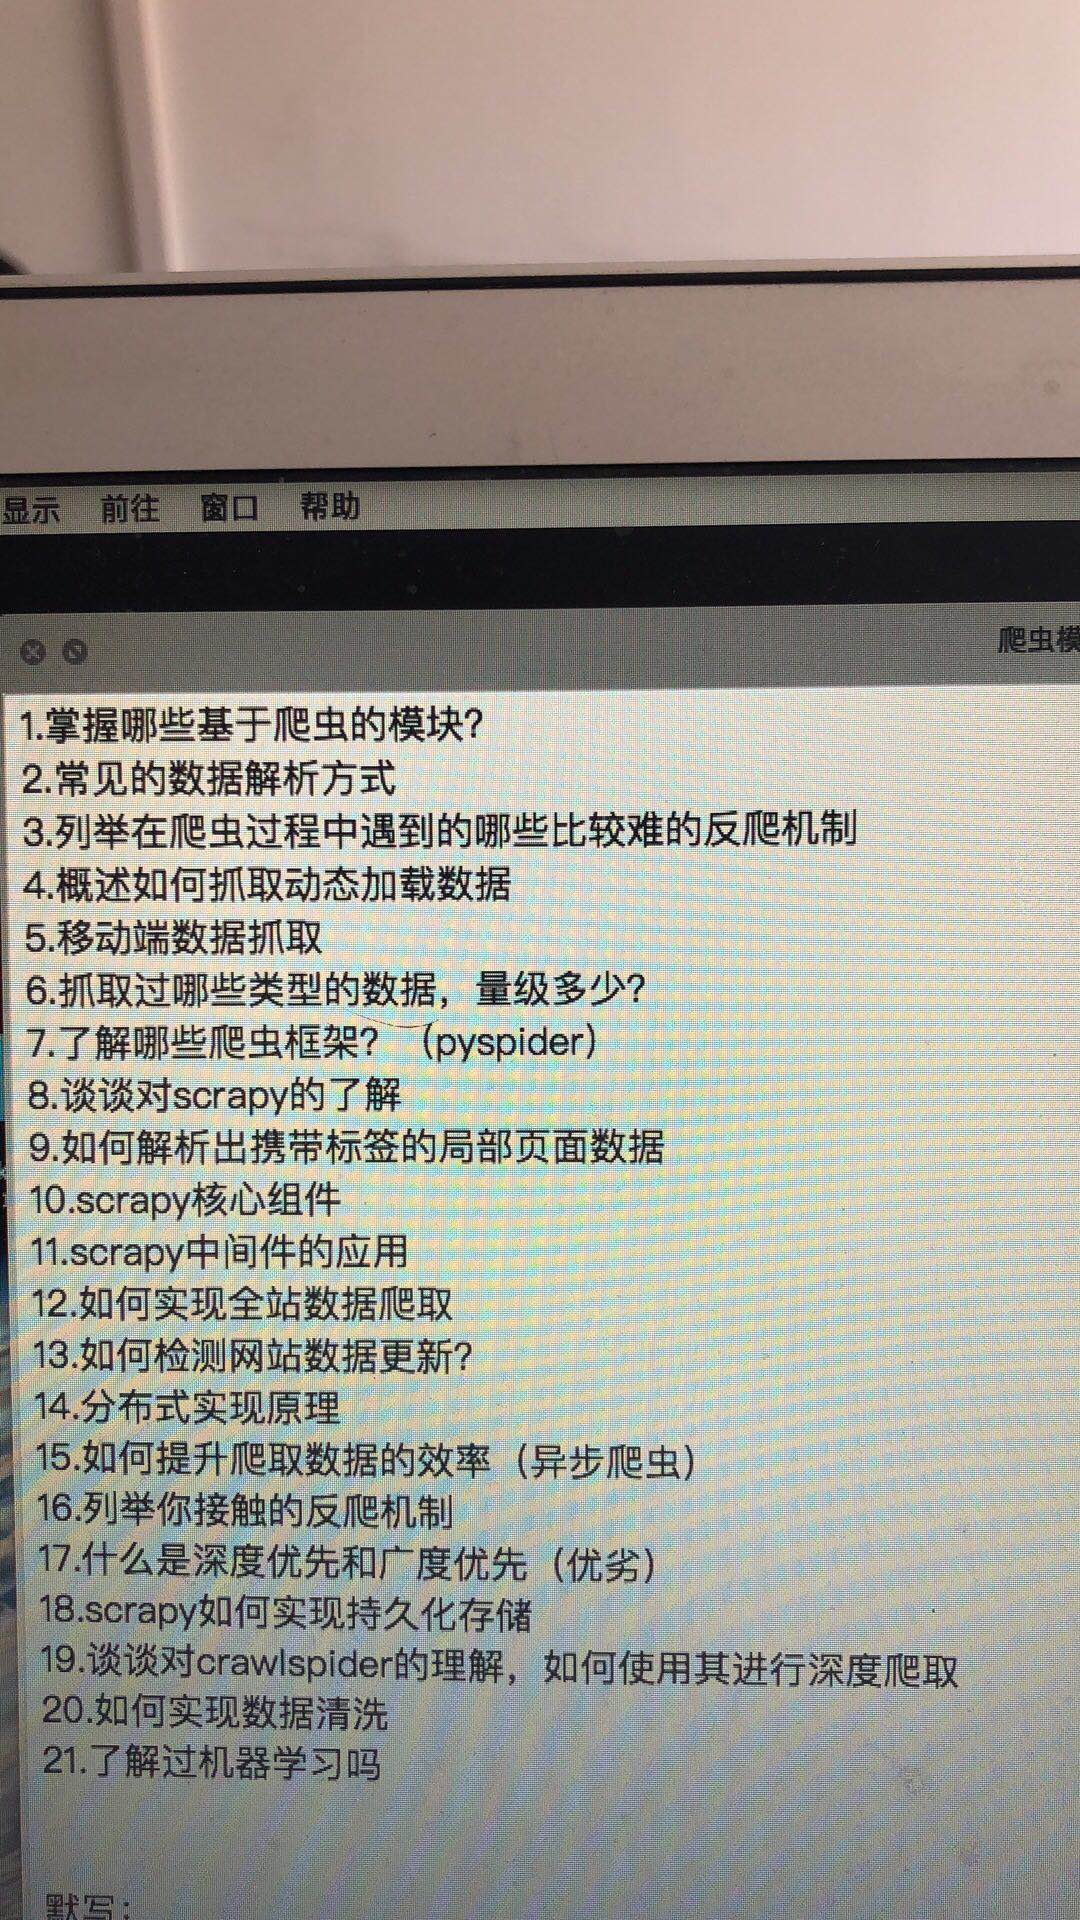 显示 前往 窗口 帮助
爬虫模
1.掌握哪些基于爬虫的模块?
2.常见的数据解析方式
3.列举在爬虫过程中遇到的哪些比较难的反爬机制
4.概述如何抓取动态加载数据
5.移动端数据抓取
6.抓取过哪些类型的数据，量级多少?
7.了解哪些爬虫框架? （pyspider）
8.谈谈对scrapy的了解
9.如何解析出携带标签的局部页面数据
10.scrapy核心组件
11.scrapy中间件的应用
12.如何实现全站数据爬取
13.如何检测网站数据更新?
14.分布式实现原理
15.如何提升爬取数据的效率（异步爬虫）
16.列举你接触的反爬机制
17.什么是深度优先和广度优先（优劣）
18.scrapy如何实现持久化存储
19.谈谈对crawlspider的理解，如何使用其进行深度爬取
20.如何实现数据清洗
21.了解过机器学习吗
默写：